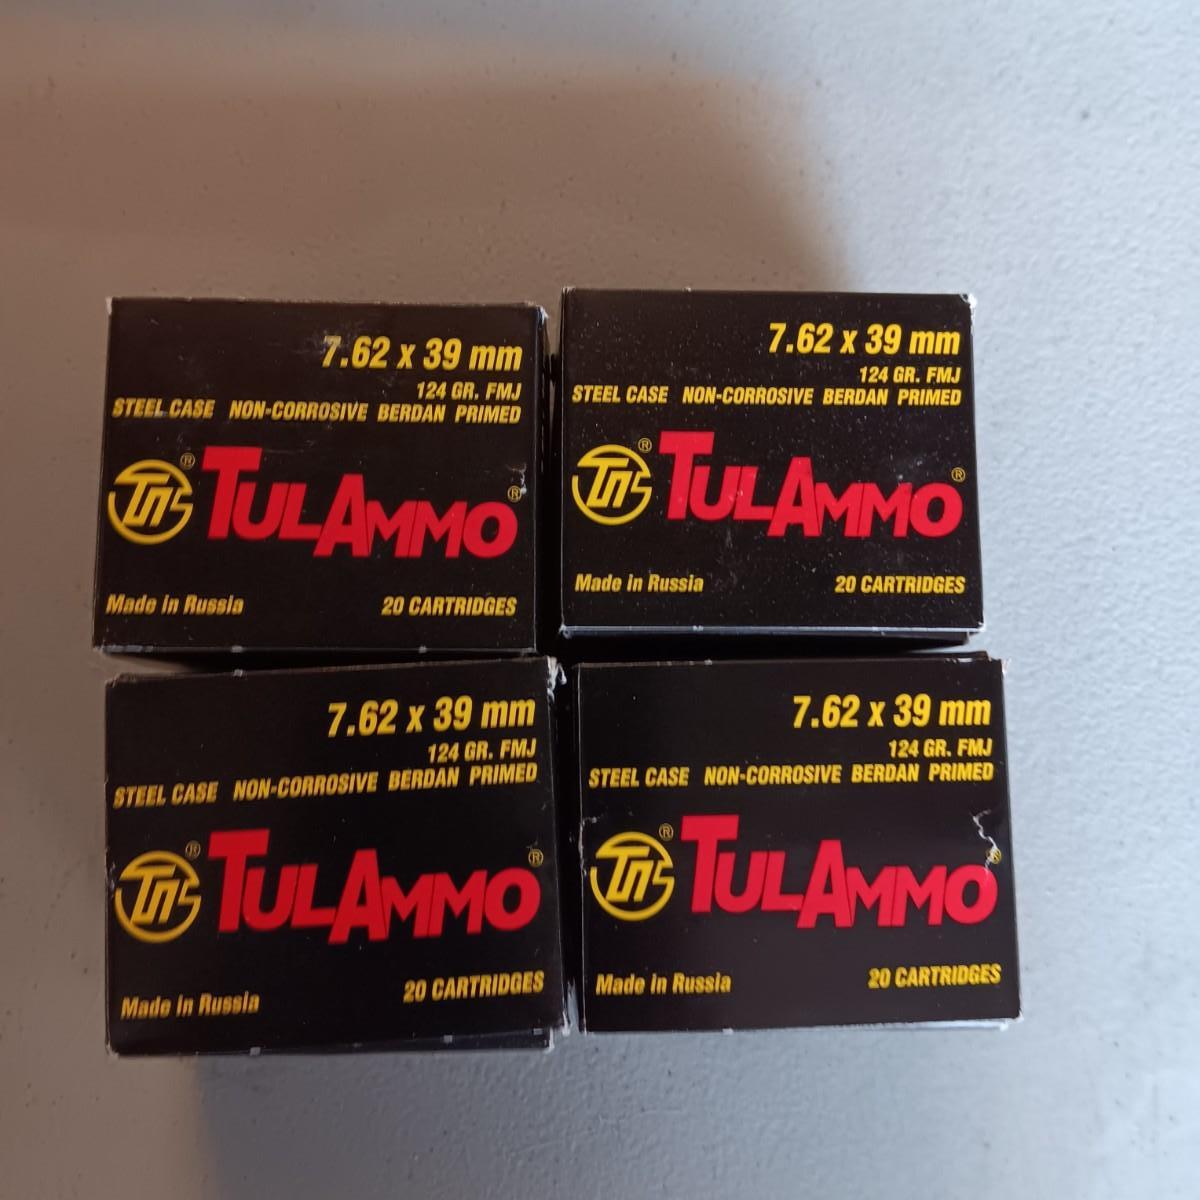 7.62 x 39 mm
124 GR. FMJ
STEEL CASE NON-CORROSIVE BERDAN PRIMED
® TULAMMO ®
Made in Russia 20 CARTRIDGES
7.62 x 39 mm
124 GR. FMJ
STEEL CASE NON-CORROSIVE BERDAN PRIMED
® TULAMMO ®
Made in Russia 20 CARTRIDGES
7.62 x 39 mm
124 GR. FMJ
STEEL CASE NON-CORROSIVE BERDAN PRIMED
® TULAMMO ®
Made in Russia 20 CARTRIDGES
7.62 x 39 mm
124 GR. FMJ
STEEL CASE NON-CORROSIVE BERDAN PRIMED
® TULAMMO ®
Made in Russia 20 CARTRIDGES